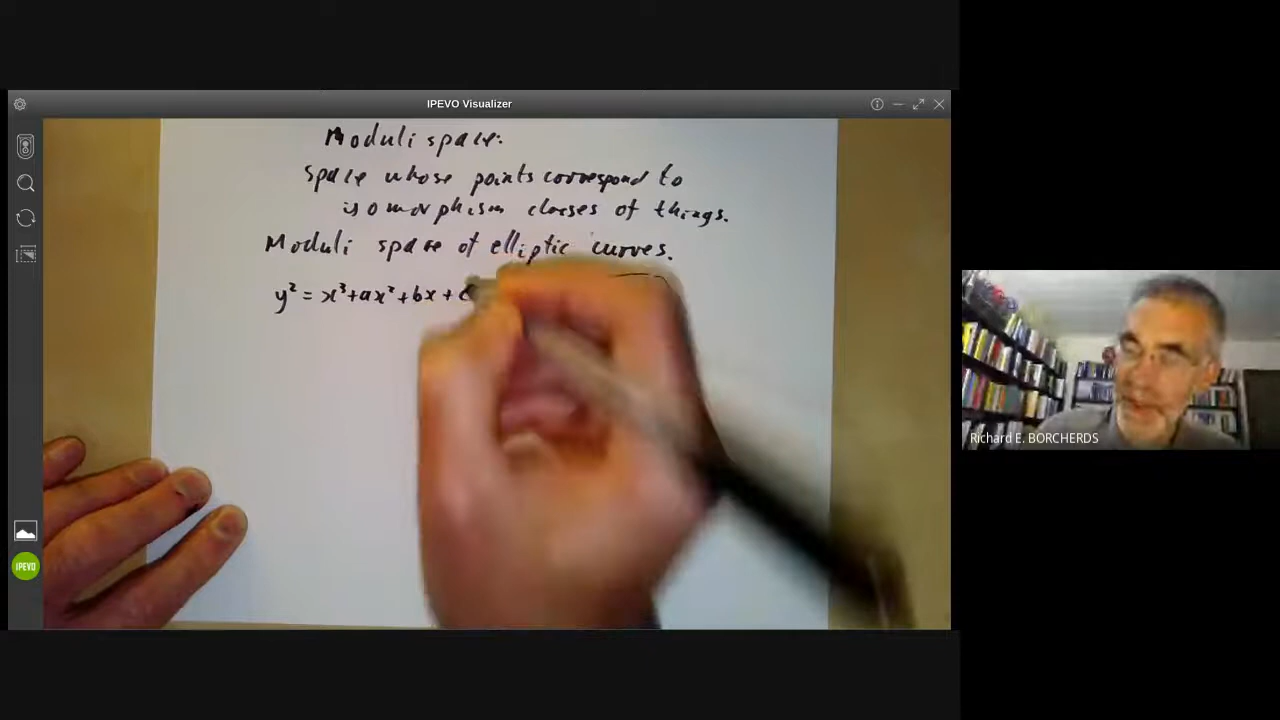 IPEVO Visualizer
Moduli space:
space whose points correspond to
isomorphism classes of things.
Moduli space of elliptic curves.
y² = x³+ax²+bx+c
Richard E. BORCHERDS
IPEVO